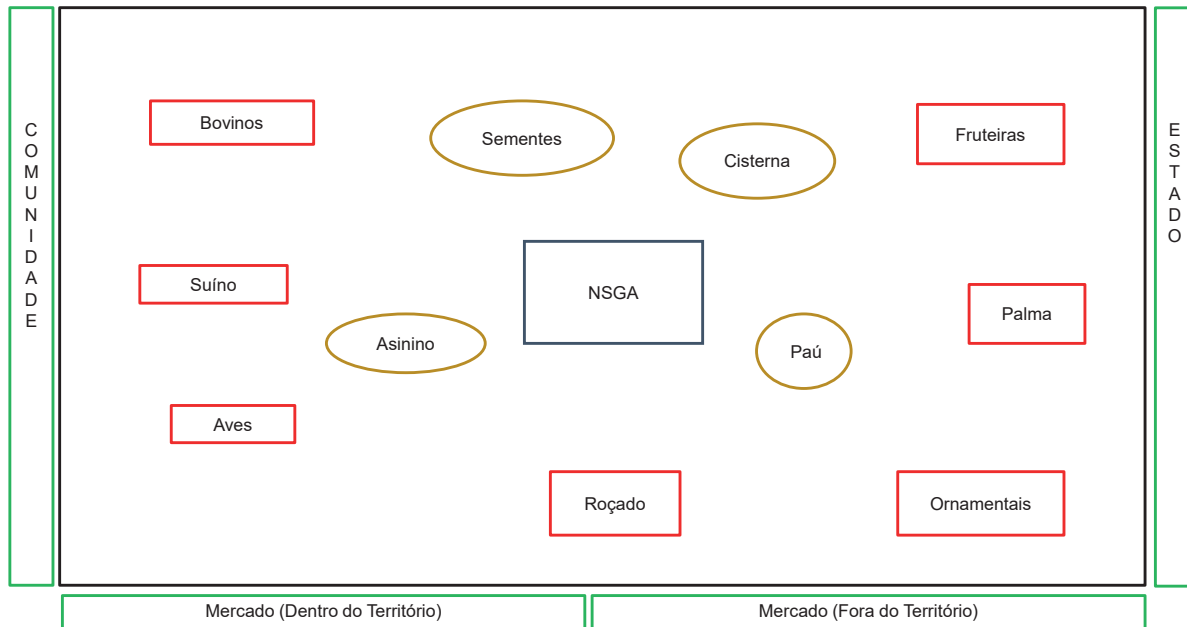 COMUNIDADE
Bovinos
Sementes
Cisterna
Fruteiras
ESTADO
Suíno
NSGA
Palma
Asinino
Paú
Aves
Roçado
Ornamentais
Mercado (Dentro do Território)
Mercado (Fora do Território)